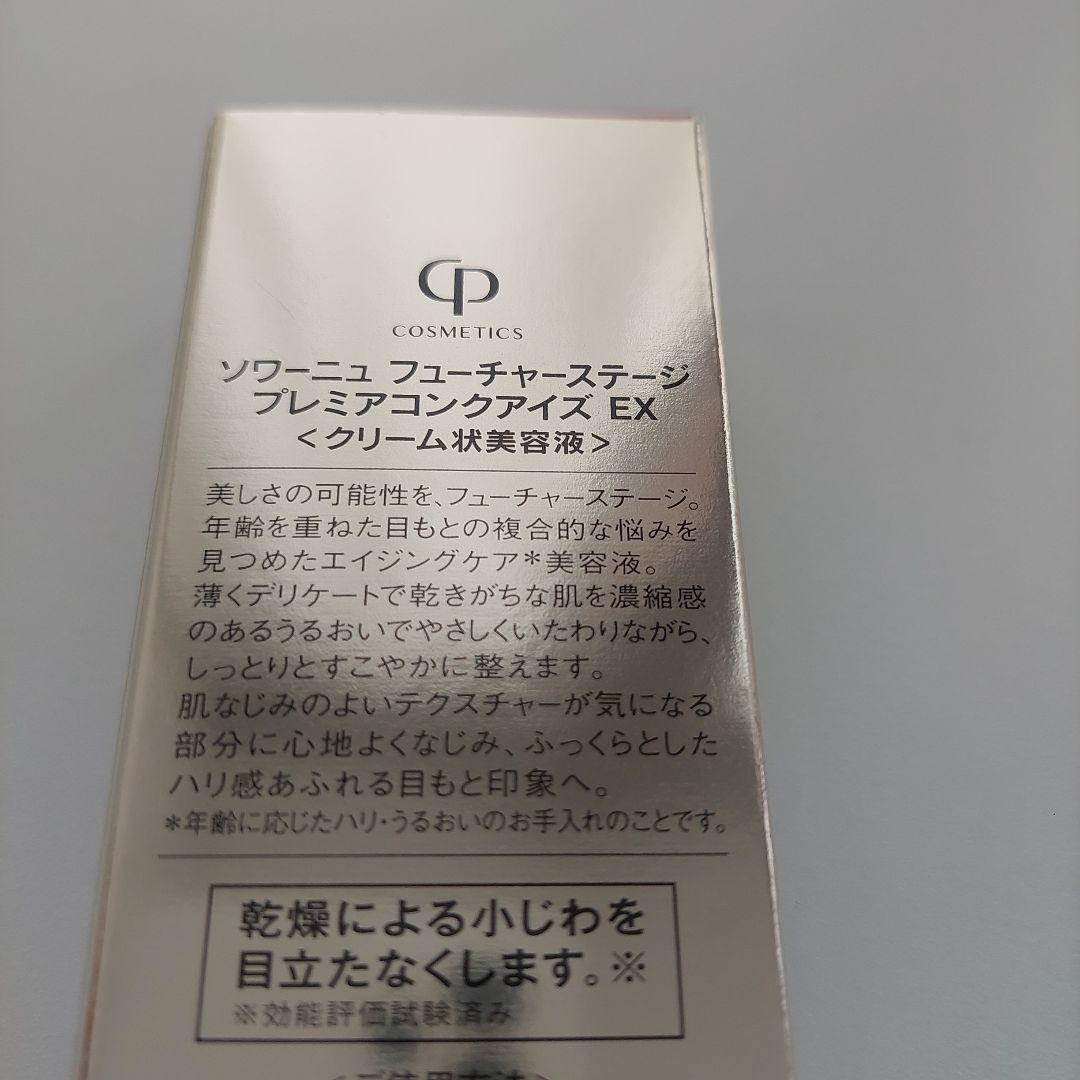 CP
COSMETICS
ソワーニュ フューチャーステージ
プレミアコンクアイズ EX
<クリーム状美容液>
美しさの可能性を、フューチャーステージ。
年齢を重ねた目もとの複合的な悩みを
見つめたエイジングケア*美容液。
薄くデリケートで乾きがちな肌を濃縮感
のあるうるおいでやさしくいたわりながら、
しっとりとすこやかに整えます。
肌なじみのよいテクスチャーが気になる
部分に心地よくなじみ、ふっくらとした
ハリ感あふれる目もと印象へ。
*年齢に応じたハリ・うるおいのお手入れのことです。
乾燥による小じわを
目立たなくします。※
※効能評価試験済み
<ご使用方法>